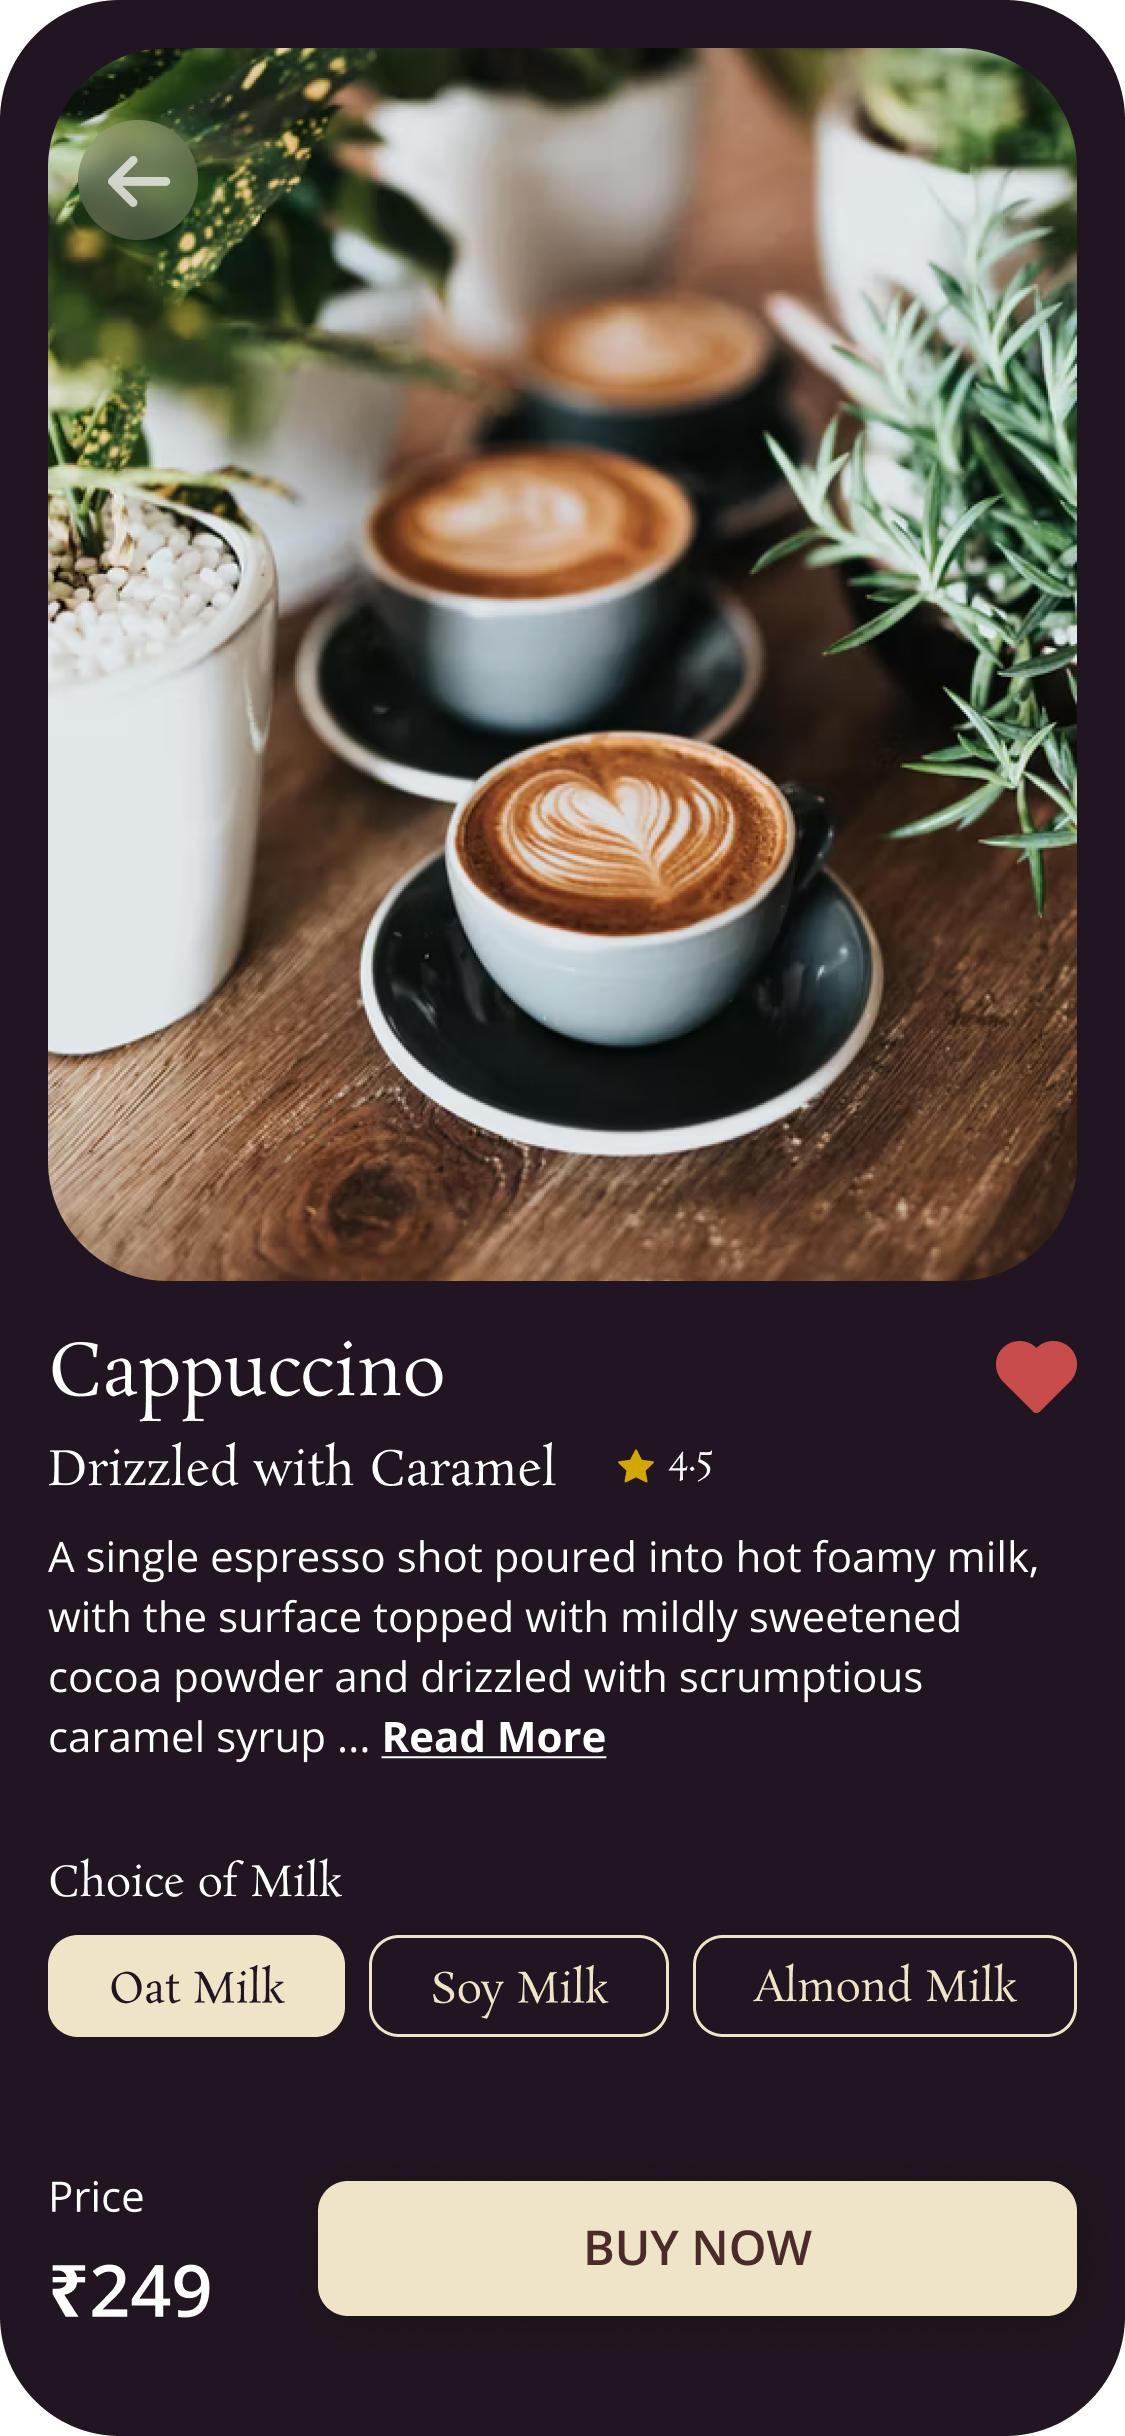 Cappuccino
Drizzled with Caramel 4.5
A single espresso shot poured into hot foamy milk,
with the surface topped with mildly sweetened
cocoa powder and drizzled with scrumptious
caramel syrup ... Read More
Choice of Milk
Oat Milk Soy Milk Almond Milk
Price
₹249
BUY NOW